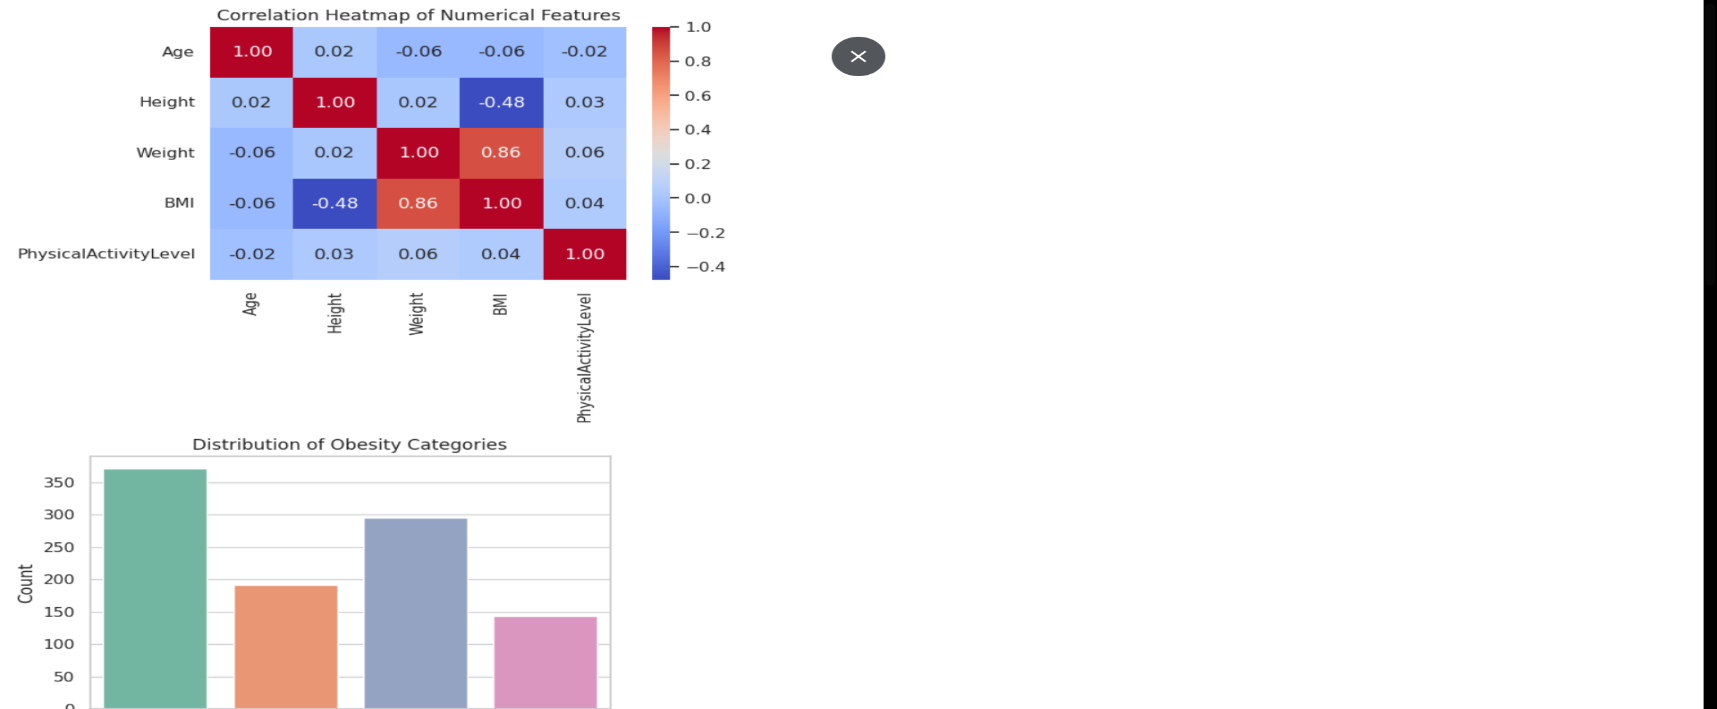 Correlation Heatmap of Numerical Features
Age 1.00 0.02 -0.06 -0.06 -0.02
Height 0.02 1.00 0.02 -0.48 0.03
Weight -0.06 0.02 1.00 0.86 0.06
BMI -0.06 -0.48 0.86 1.00 0.04
PhysicalActivityLevel -0.02 0.03 0.06 0.04 1.00
1.0
0.8
0.6
0.4
0.2
0.0
−0.2
−0.4
Age
Height
Weight
BMI
PhysicalActivityLevel
Distribution of Obesity Categories
Count
350
300
250
200
150
100
50
0